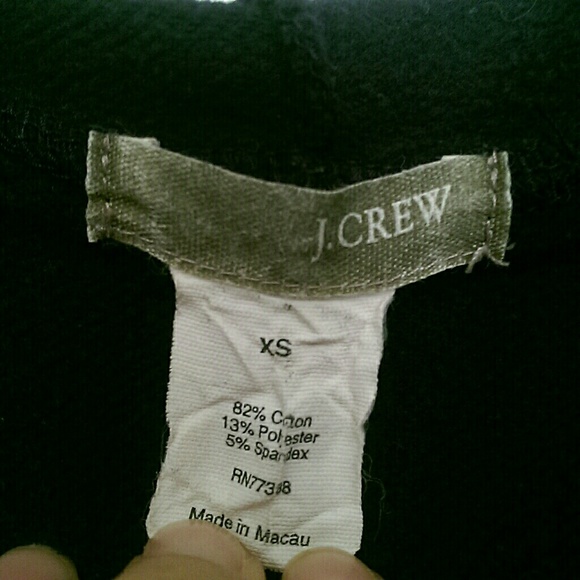 J.CREW
XS
82% Cotton
13% Polyester
5% Spandex
Made in Macau